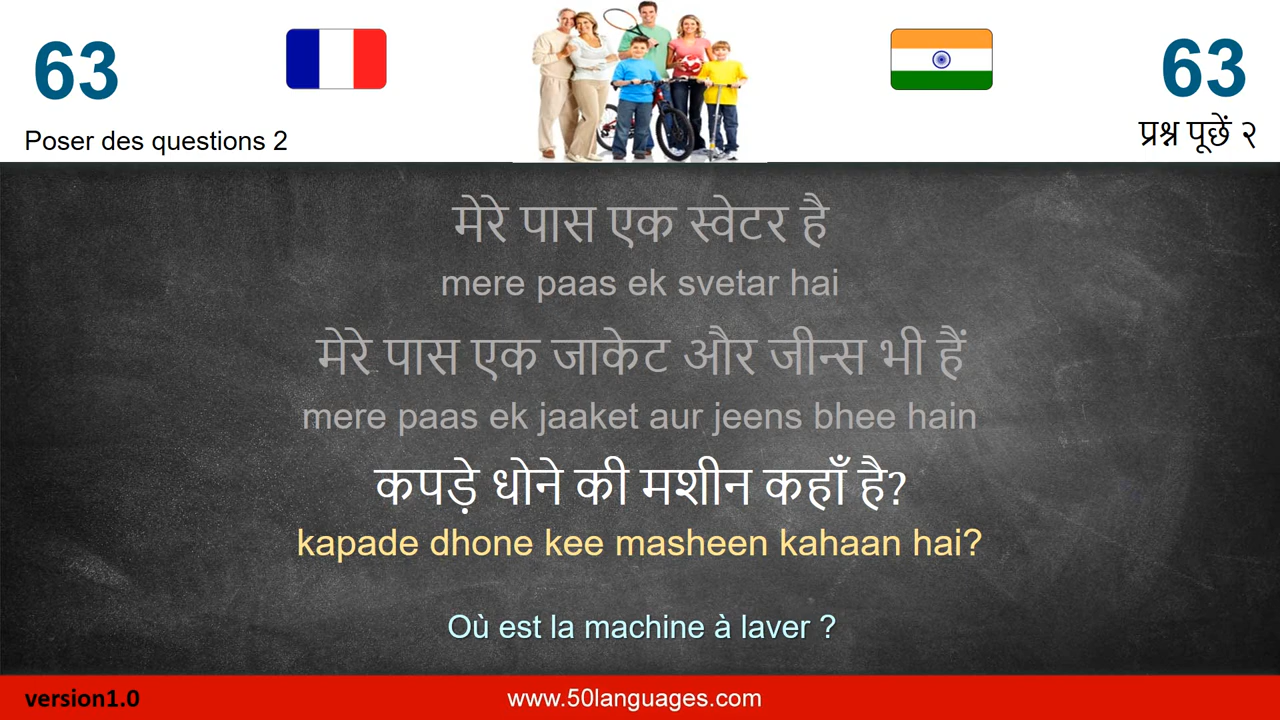 63
63
Poser des questions 2
प्रश्न पूछें २
मेरे पास एक स्वेटर है
mere paas ek svetar hai
मेरे पास एक जाकेट और जीन्स भी हैं
mere paas ek jaaket aur jeens bhee hain
कपड़े धोने की मशीन कहाँ है?
kapade dhone kee masheen kahaan hai?
Où est la machine à laver ?
version1.0
www.50languages.com